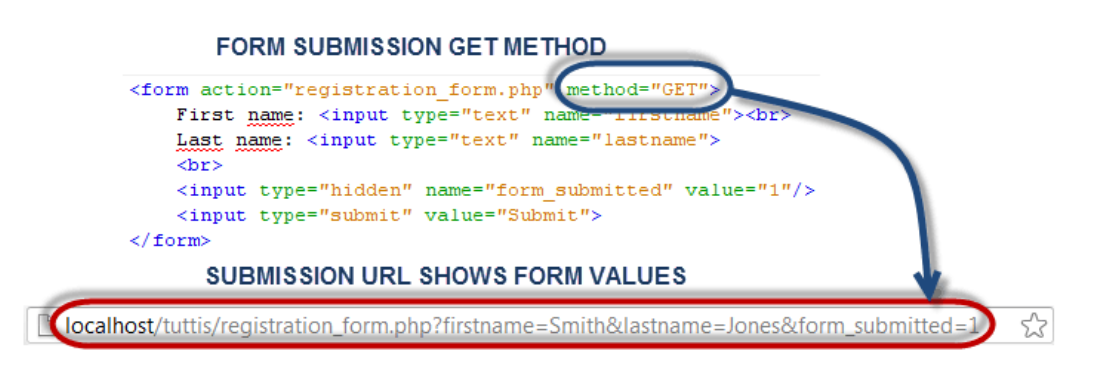 FORM SUBMISSION GET METHOD
<form action="registration_form.php" method="GET">
First name: <input type="text" name="firstname"><br>
Last name: <input type="text" name="lastname">
<br>
<input type="hidden" name="form_submitted" value="1"/>
<input type="submit" value="Submit">
</form>
SUBMISSION URL SHOWS FORM VALUES
localhost/tuttis/registration_form.php?firstname=Smith&lastname=Jones&form_submitted=1